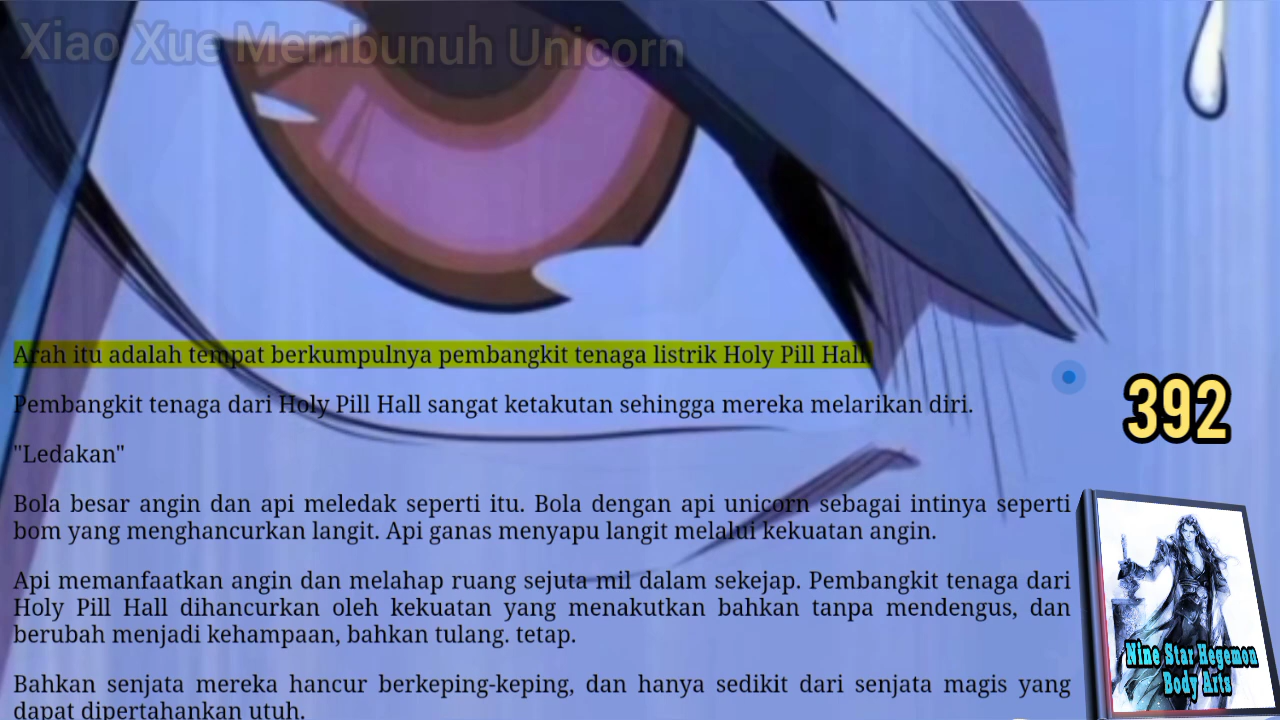 Xiao Xue Membunuh Unicorn
Arah itu adalah tempat berkumpulnya pembangkit tenaga listrik Holy Pill Hall.
Pembangkit tenaga dari Holy Pill Hall sangat ketakutan sehingga mereka melarikan diri.
"Ledakan"
Bola besar angin dan api meledak seperti itu. Bola dengan api unicorn sebagai intinya seperti
bom yang menghancurkan langit. Api ganas menyapu langit melalui kekuatan angin.
Api memanfaatkan angin dan melahap ruang sejuta mil dalam sekejap. Pembangkit tenaga dari
Holy Pill Hall dihancurkan oleh kekuatan yang menakutkan bahkan tanpa mendengus, dan
berubah menjadi kehampaan, bahkan tulang. tetap.
Bahkan senjata mereka hancur berkeping-keping, dan hanya sedikit dari senjata magis yang
dapat dipertahankan utuh.
392
Nine Star Hegemon
Body Arts